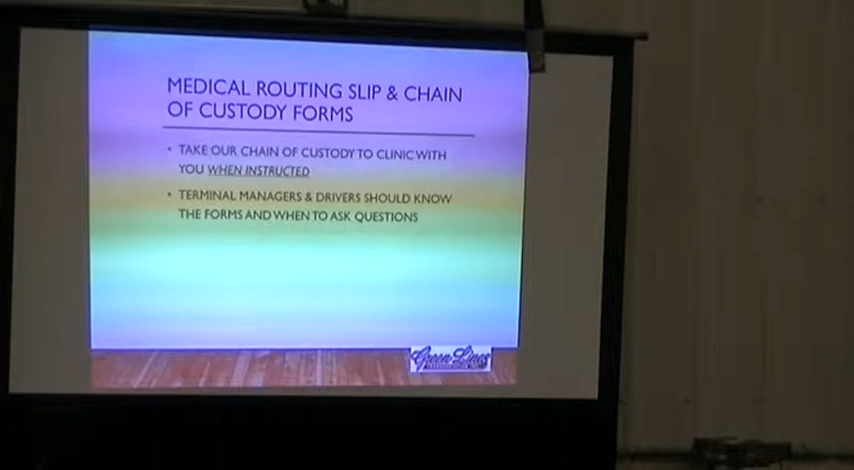 MEDICAL ROUTING SLIP & CHAIN
OF CUSTODY FORMS
• TAKE OUR CHAIN OF CUSTODY TO CLINIC WITH
YOU WHEN INSTRUCTED
• TERMINAL MANAGERS & DRIVERS SHOULD KNOW
THE FORMS AND WHEN TO ASK QUESTIONS
Green Lines